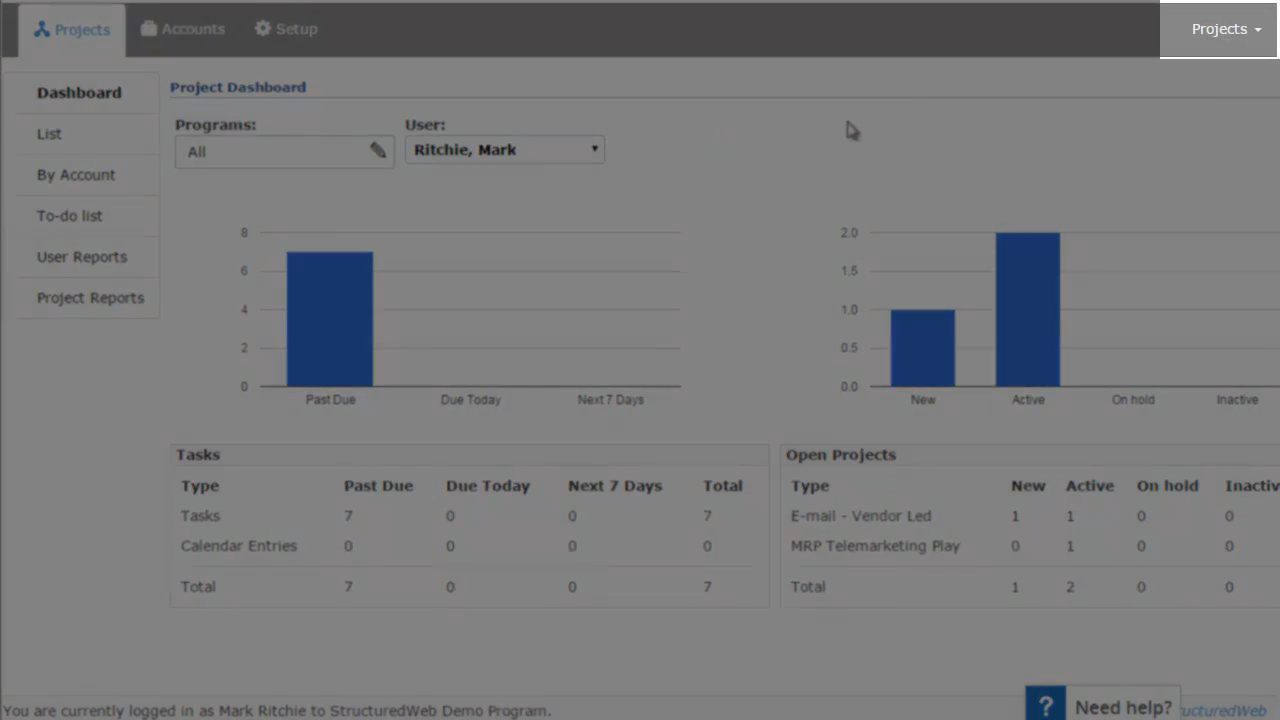 Projects Accounts Setup Projects
Dashboard
List
By Account
To-do list
User Reports
Project Reports
Project Dashboard
Programs: User:
All Ritchie, Mark
8
6
4
2
0
Past Due Due Today Next 7 Days
2.0
1.5
1.0
0.5
0.0
New Active On hold Inactive
Tasks
Type Past Due Due Today Next 7 Days Total
Tasks 7 0 0 7
Calendar Entries 0 0 0 0
Total 7 0 0 7
Open Projects
Type New Active On hold Inactiv
E-mail - Vendor Led 1 1 0 0
MRP Telemarketing Play 0 1 0 0
Total 1 2 0 0
You are currently logged in as Mark Ritchie to StructuredWeb Demo Program.
? Need help?
ucturedWeb